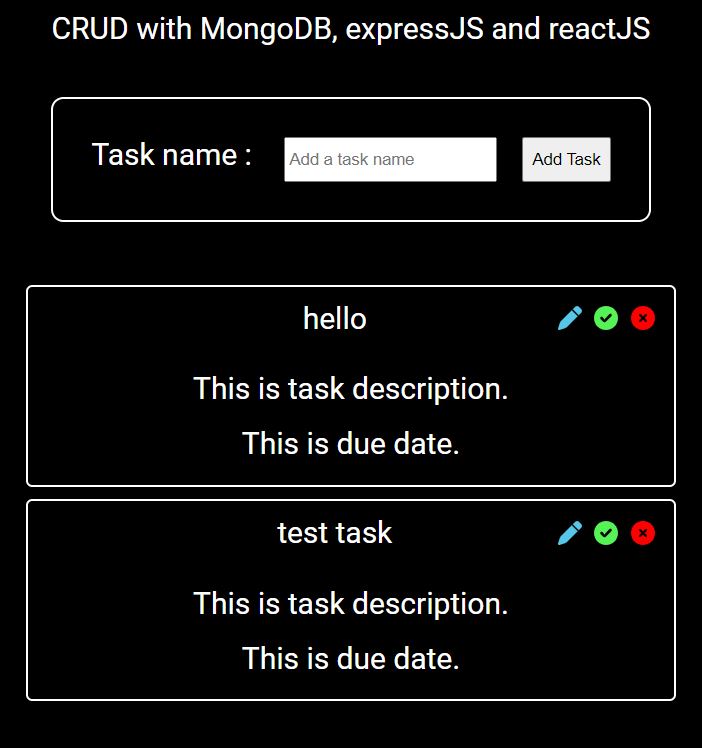 CRUD with MongoDB, expressJS and reactJS
Task name : Add a task name Add Task
hello
This is task description.
This is due date.
test task
This is task description.
This is due date.